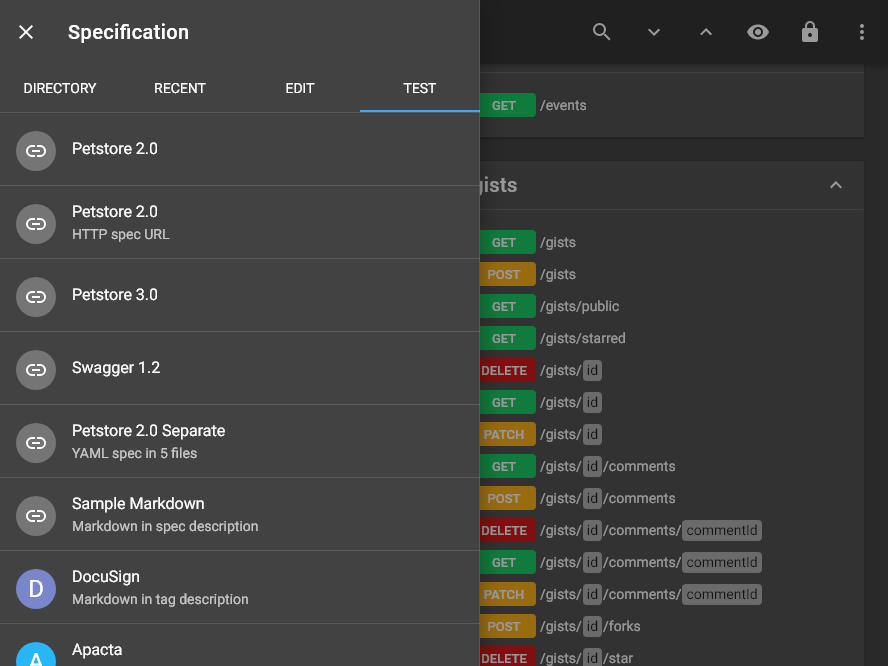 Specification
DIRECTORY RECENT EDIT TEST
Petstore 2.0
Petstore 2.0
HTTP spec URL
Petstore 3.0
Swagger 1.2
Petstore 2.0 Separate
YAML spec in 5 files
Sample Markdown
Markdown in spec description
D DocuSign
Markdown in tag description
A Apacta
GET /events
gists
GET /gists
POST /gists
GET /gists/public
GET /gists/starred
DELETE /gists/ id
GET /gists/ id
PATCH /gists/ id
GET /gists/ id /comments
POST /gists/ id /comments
DELETE /gists/ id /comments/ commentId
GET /gists/ id /comments/ commentId
PATCH /gists/ id /comments/ commentId
POST /gists/ id /forks
DELETE /gists/ id /star